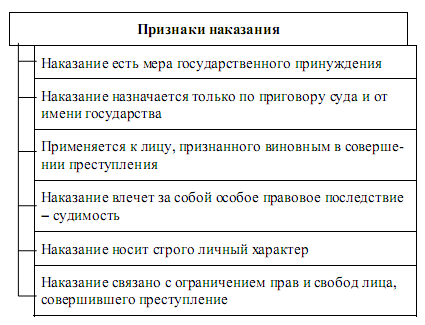 Признаки наказания
Наказание есть мера государственного принуждения
Наказание назначается только по приговору суда и от
имени государства
Применяется к лицу, признанного виновным в соверше-
нии преступления
Наказание влечет за собой особое правовое последствие
– судимость
Наказание носит строго личный характер
Наказание связано с ограничением прав и свобод лица,
совершившего преступление